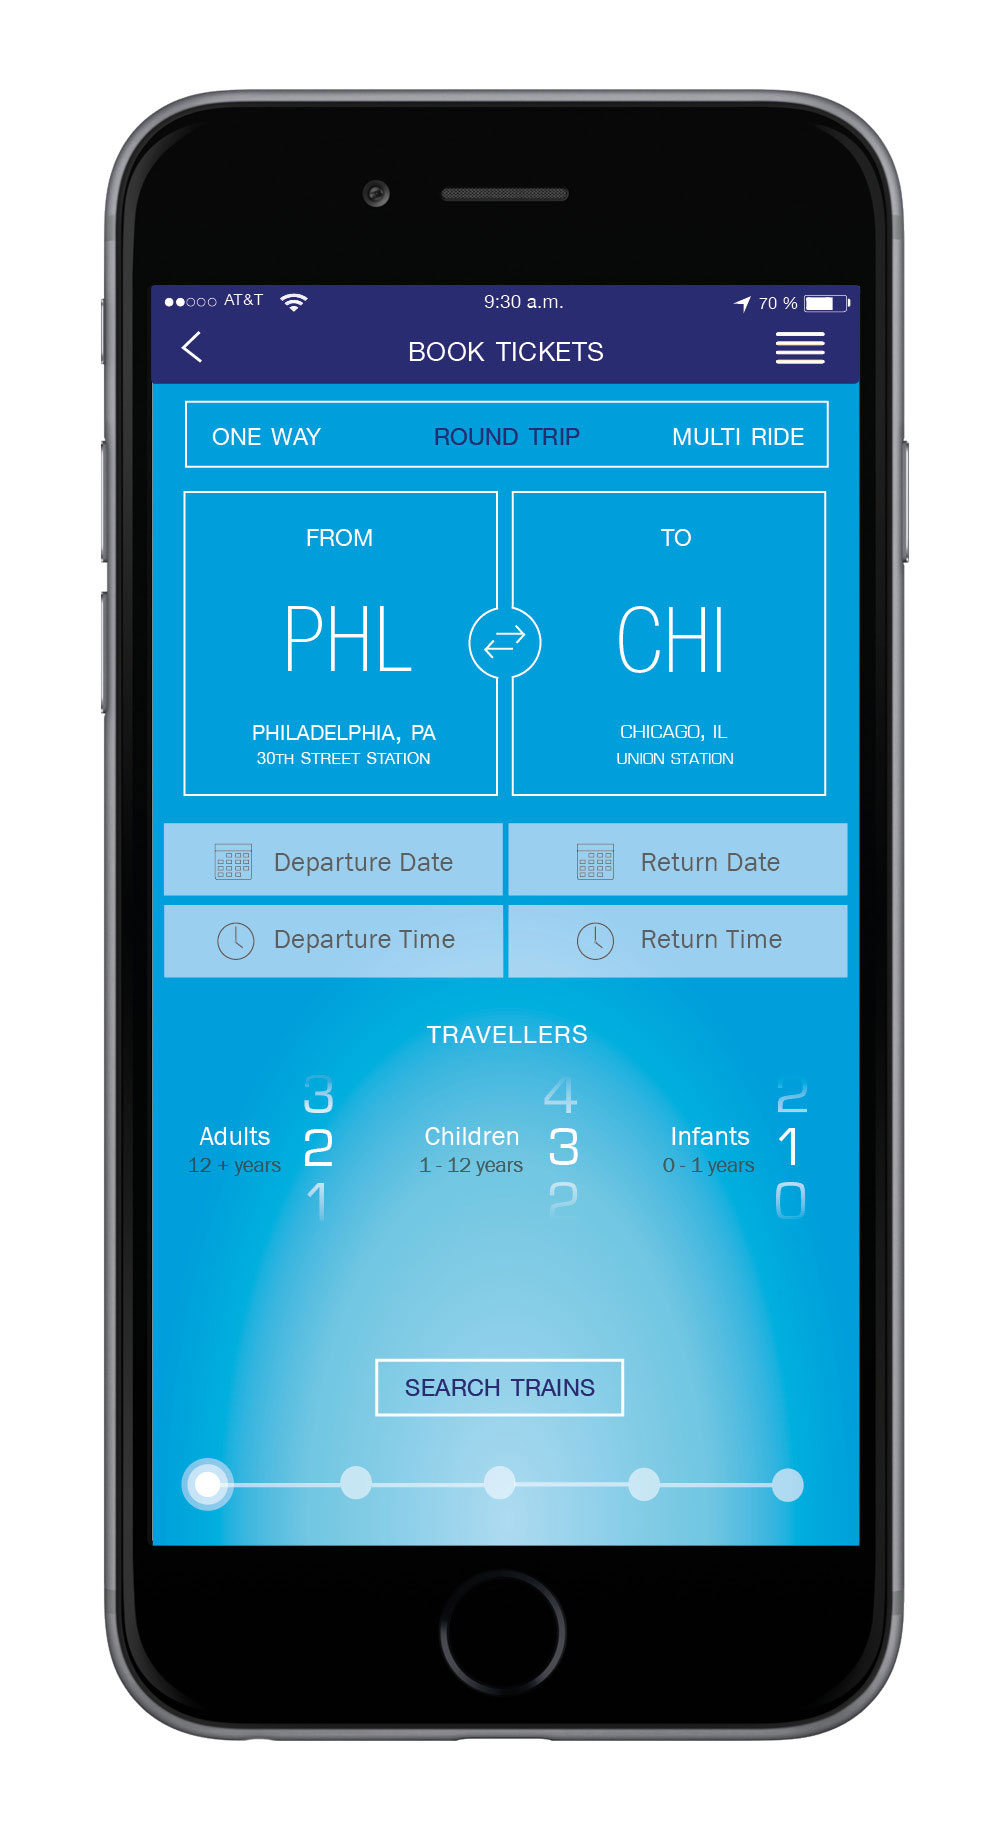 AT&T 9:30 a.m. 70 %
BOOK TICKETS
ONE WAY ROUND TRIP MULTI RIDE
FROM TO
PHL CHI
PHILADELPHIA, PA CHICAGO, IL
30TH STREET STATION UNION STATION
Departure Date Return Date
Departure Time Return Time
TRAVELLERS
3 4 2
Adults 2 Children 3 Infants 1
12 + years 1 - 12 years 0 - 1 years
1 2 0
SEARCH TRAINS